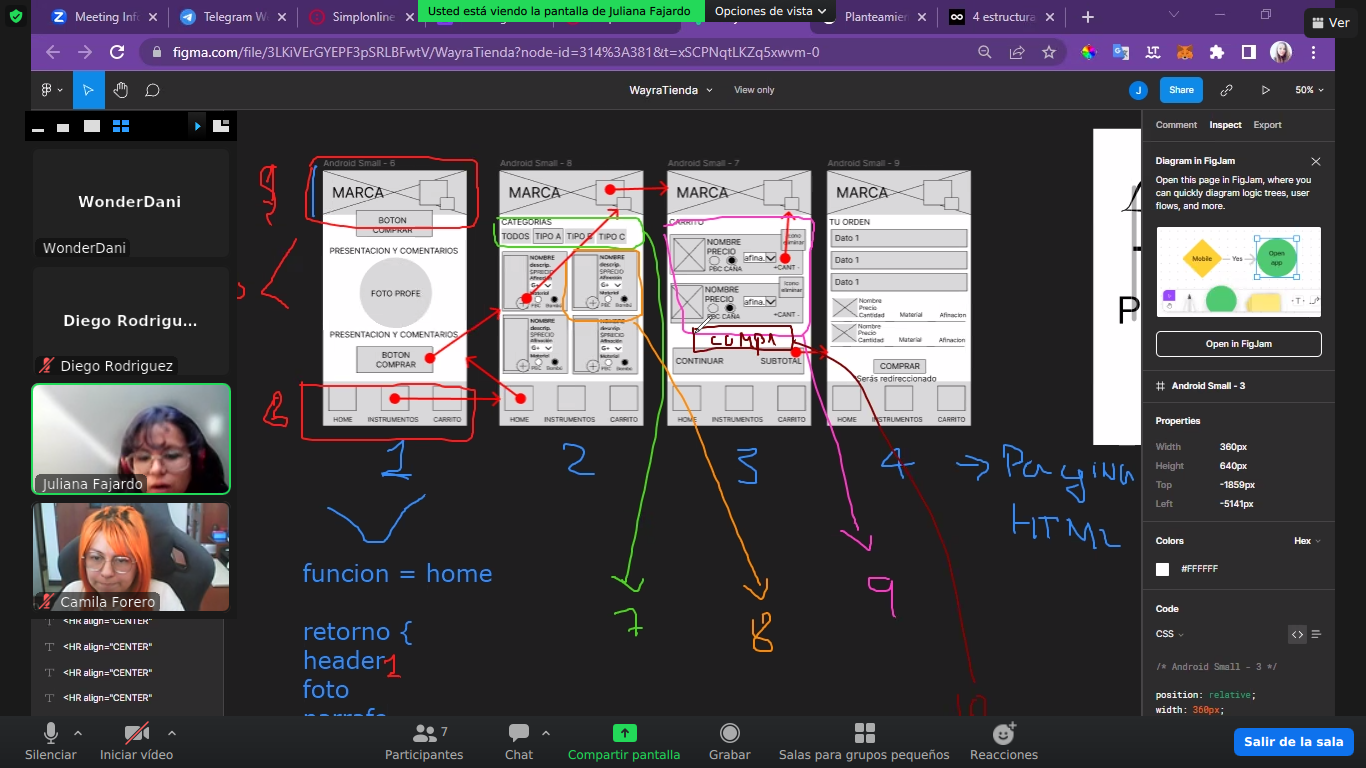 Meeting Info
Telegram W
Simplonline
Usted está viendo la pantalla de Juliana Fajardo
Opciones de vista
Planteamien
4 estructura
Ver
figma.com/file/3LKiVErGYEPF3pSRLBFwtV/WayraTienda?node-id=314%3A381&t=xSCPNqtLKZq5xwvm-0
WayraTienda
View only
J
Share
50%
Comment
Inspect
Export
WonderDani
WonderDani
Diego Rodrigu...
Diego Rodriguez
Juliana Fajardo
Camila Forero
<HR align="CENTER"
<HR align="CENTER"
<HR align="CENTER"
<HR align="CENTER"
Android Small - 6
MARCA
BOTON
COMPRAR
PRESENTACION Y COMENTARIOS
FOTO PROFE
PRESENTACION Y COMENTARIOS
BOTON
COMPRAR
HOME
INSTRUMENTOS
CARRITO
Android Small - 8
MARCA
CATEGORIAS
TODOS
TIPO A
TIPO B
TIPO C
NOMBRE
descrip.
$PRECIO
Afinación
G+
Material
PBC
Bambú
NOMBRE
descrip.
$PRECIO
Afinación
G+
Material
PBC
Bambú
NOMBRE
descrip.
$PRECIO
Afinación
G+
Material
PBC
Bambú
NOMBRE
descrip.
$PRECIO
Afinación
G+
Material
PBC
Bambú
HOME
INSTRUMENTOS
CARRITO
Android Small - 7
MARCA
CARRITO
NOMBRE
PRECIO
PBC CAÑA
afina.
Icono
eliminar
+CANT -
NOMBRE
PRECIO
PBC CAÑA
afina.
Icono
eliminar
+CANT -
COMPRA
CONTINUAR
SUBTOTAL
HOME
INSTRUMENTOS
CARRITO
Android Small - 9
MARCA
TU ORDEN
Dato 1
Dato 1
Dato 1
Nombre
Precio
Cantidad
Material
Afinacion
Nombre
Precio
Cantidad
Material
Afinacion
COMPRAR
*Serás redireccionado
HOME
INSTRUMENTOS
CARRITO
1
2
3
4
HTML
7
8
9
10
funcion = home
retorno {
header 1
foto
Diagram in FigJam
Open this page in FigJam, where you
can quickly diagram logic trees, user
flows, and more.
Mobile
Yes
Open
app
Open in FigJam
Android Small - 3
Properties
Width 360px
Height 640px
Top -1859px
Left -5141px
Colors
Hex
#FFFFFF
Code
CSS
/* Android Small - 3 */
position: relative;
width: 360px;
Silenciar
Iniciar vídeo
7
Participantes
Chat
Compartir pantalla
Grabar
Salas para grupos pequeños
Reacciones
Salir de la sala